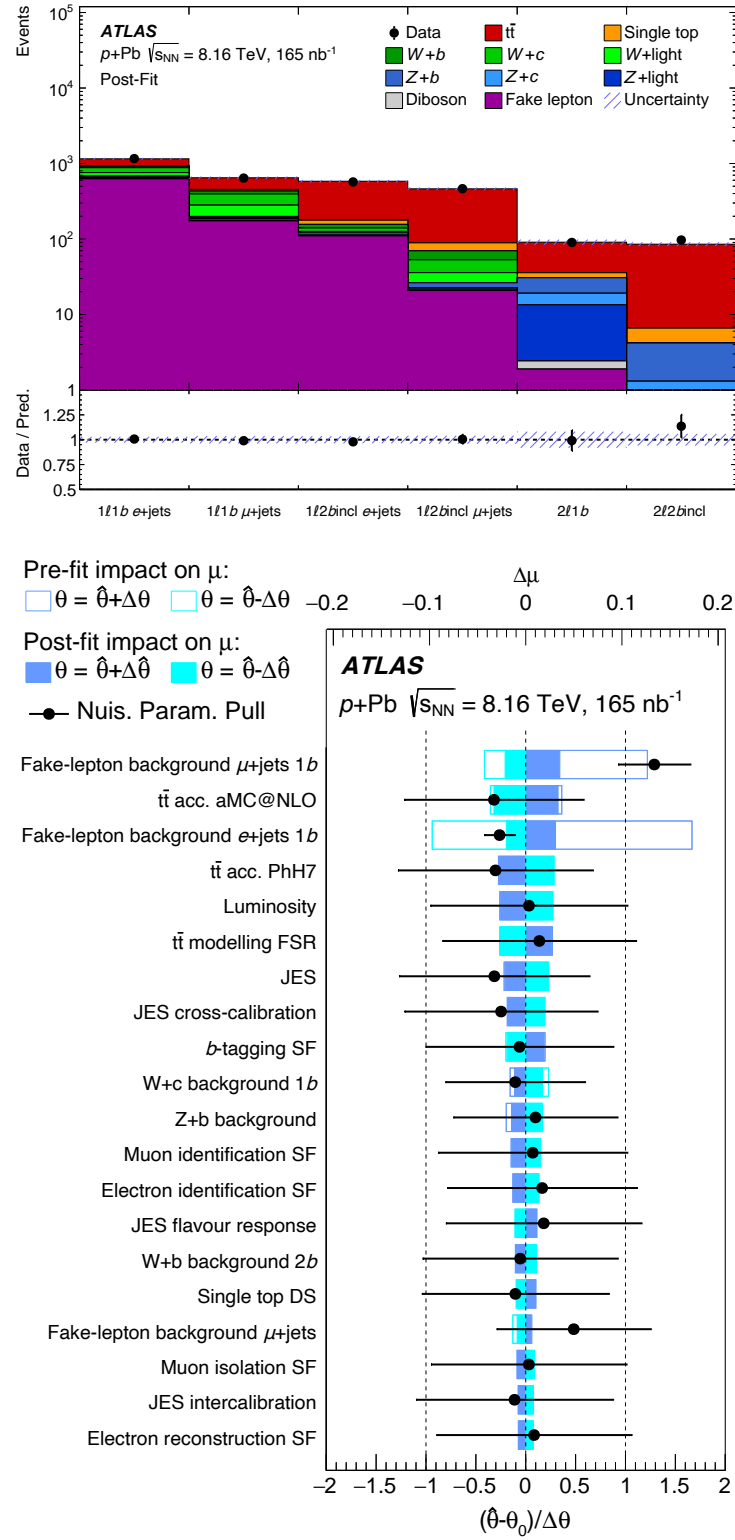 Events
10⁵
10⁴
10³
10²
10
1
ATLAS
p+Pb √sNN = 8.16 TeV, 165 nb⁻¹
Post-Fit
Data tt̄ Single top
W+b W+c W+light
Z+b Z+c Z+light
Diboson Fake lepton Uncertainty
Data / Pred.
1.25
1
0.75
0.5
1ℓ1b e+jets 1ℓ1b μ+jets 1ℓ2bincl e+jets 1ℓ2bincl μ+jets 2ℓ1b 2ℓ2bincl
Pre-fit impact on μ:
θ = θ̂+Δθ θ = θ̂-Δθ
Post-fit impact on μ:
θ = θ̂+Δθ̂ θ = θ̂-Δθ̂
Nuis. Param. Pull
Δμ
−0.2 −0.1 0 0.1 0.2
ATLAS
p+Pb √sNN = 8.16 TeV, 165 nb⁻¹
Fake-lepton background μ+jets 1b
tt̄ acc. aMC@NLO
Fake-lepton background e+jets 1b
tt̄ acc. PhH7
Luminosity
tt̄ modelling FSR
JES
JES cross-calibration
b-tagging SF
W+c background 1b
Z+b background
Muon identification SF
Electron identification SF
JES flavour response
W+b background 2b
Single top DS
Fake-lepton background μ+jets
Muon isolation SF
JES intercalibration
Electron reconstruction SF
−2 −1.5 −1 −0.5 0 0.5 1 1.5 2
(θ̂-θ₀)/Δθ